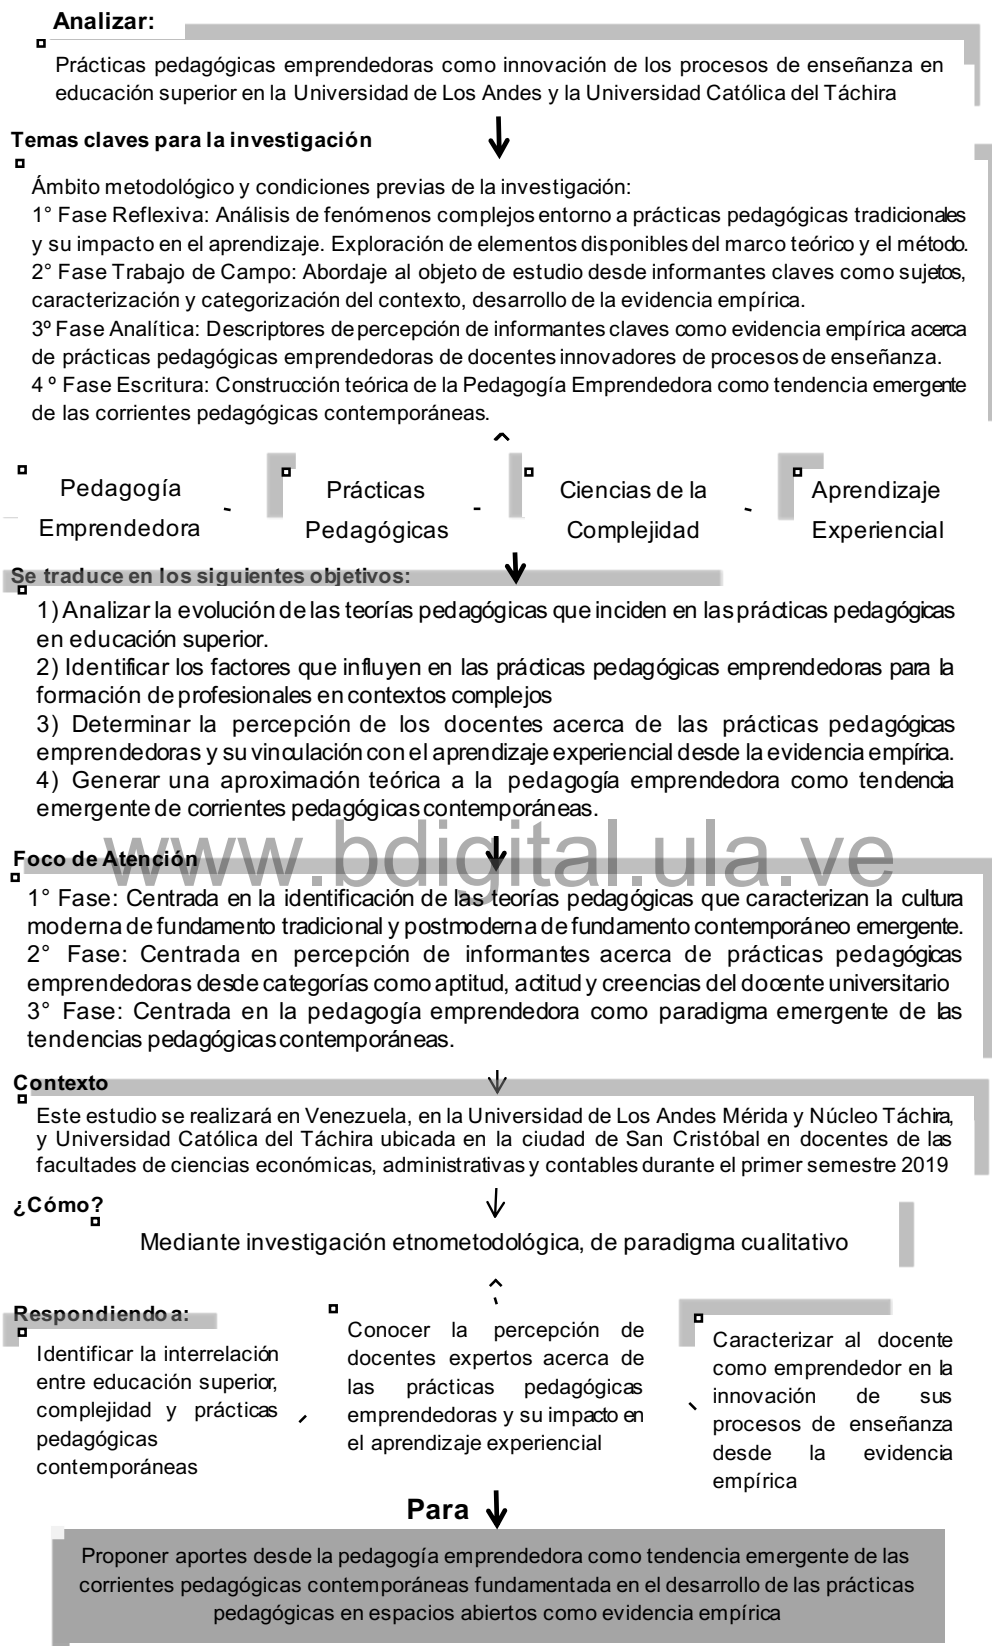 Analizar:
Prácticas pedagógicas emprendedoras como innovación de los procesos de enseñanza en
educación superior en la Universidad de Los Andes y la Universidad Católica del Táchira
Temas claves para la investigación
Ámbito metodológico y condiciones previas de la investigación:
1° Fase Reflexiva: Análisis de fenómenos complejos entorno a prácticas pedagógicas tradicionales
y su impacto en el aprendizaje. Exploración de elementos disponibles del marco teórico y el método.
2° Fase Trabajo de Campo: Abordaje al objeto de estudio desde informantes claves como sujetos,
caracterización y categorización del contexto, desarrollo de la evidencia empírica.
3º Fase Analítica: Descriptores de percepción de informantes claves como evidencia empírica acerca
de prácticas pedagógicas emprendedoras de docentes innovadores de procesos de enseñanza.
4 º Fase Escritura: Construcción teórica de la Pedagogía Emprendedora como tendencia emergente
de las corrientes pedagógicas contemporáneas.
Pedagogía
Emprendedora
Prácticas
Pedagógicas
Ciencias de la
Complejidad
Aprendizaje
Experiencial
Se traduce en los siguientes objetivos:
1) Analizar la evolución de las teorías pedagógicas que inciden en las prácticas pedagógicas
en educación superior.
2) Identificar los factores que influyen en las prácticas pedagógicas emprendedoras para la
formación de profesionales en contextos complejos
3) Determinar la percepción de los docentes acerca de las prácticas pedagógicas
emprendedoras y su vinculación con el aprendizaje experiencial desde la evidencia empírica.
4) Generar una aproximación teórica a la pedagogía emprendedora como tendencia
emergente de corrientes pedagógicas contemporáneas.
www.bdigital.ula.ve
Foco de Atención
1° Fase: Centrada en la identificación de las teorías pedagógicas que caracterizan la cultura
moderna de fundamento tradicional y postmoderna de fundamento contemporáneo emergente.
2° Fase: Centrada en percepción de informantes acerca de prácticas pedagógicas
emprendedoras desde categorías como aptitud, actitud y creencias del docente universitario
3° Fase: Centrada en la pedagogía emprendedora como paradigma emergente de las
tendencias pedagógicas contemporáneas.
Contexto
Este estudio se realizará en Venezuela, en la Universidad de Los Andes Mérida y Núcleo Táchira,
y Universidad Católica del Táchira ubicada en la ciudad de San Cristóbal en docentes de las
facultades de ciencias económicas, administrativas y contables durante el primer semestre 2019
¿Cómo?
Mediante investigación etnometodológica, de paradigma cualitativo
Respondiendo a:
Identificar la interrelación
entre educación superior,
complejidad y prácticas
pedagógicas
contemporáneas
Conocer la percepción de
docentes expertos acerca de
las prácticas pedagógicas
emprendedoras y su impacto en
el aprendizaje experiencial
Caracterizar al docente
como emprendedor en la
innovación de sus
procesos de enseñanza
desde la evidencia
empírica
Para
Proponer aportes desde la pedagogía emprendedora como tendencia emergente de las
corrientes pedagógicas contemporáneas fundamentada en el desarrollo de las prácticas
pedagógicas en espacios abiertos como evidencia empírica